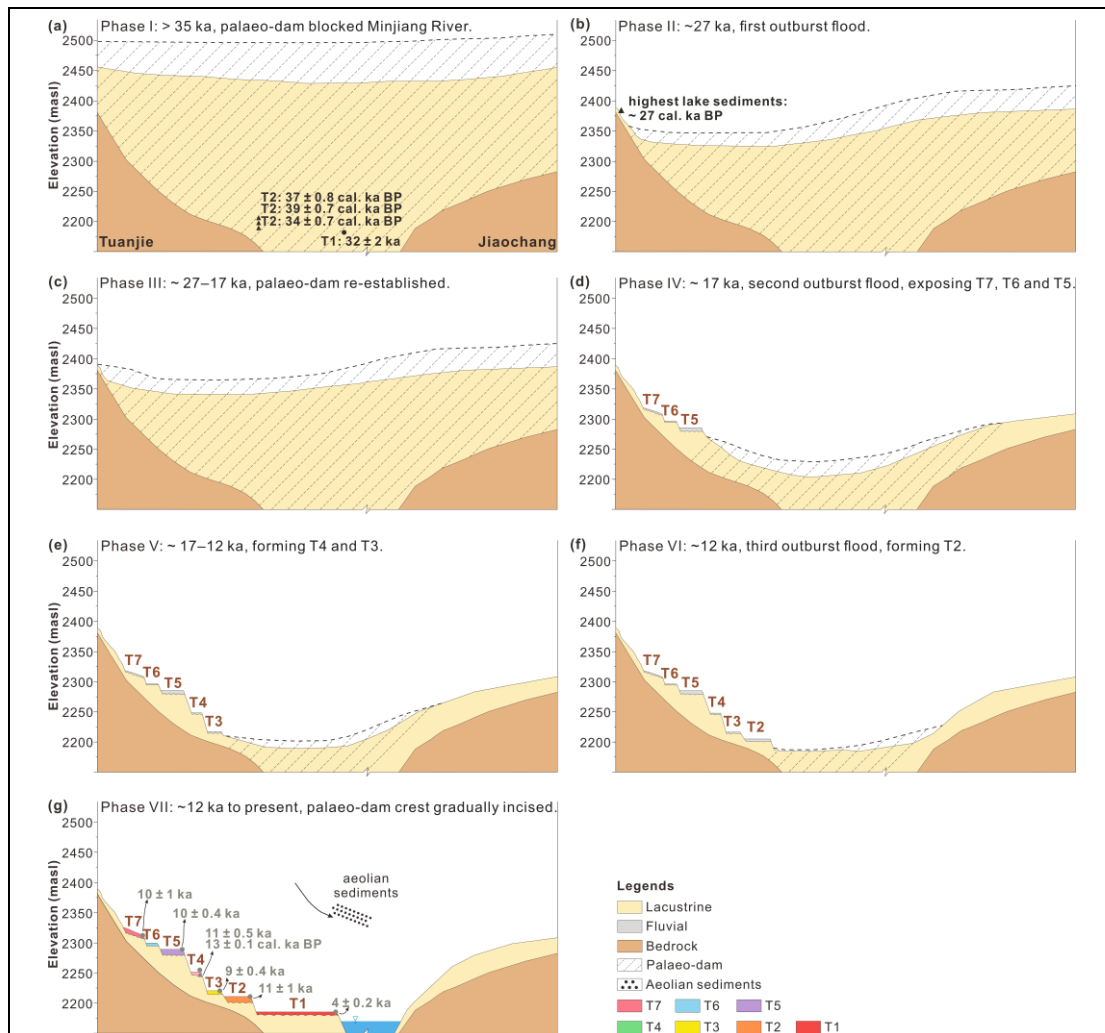 (a) Phase I: > 35 ka, palaeo-dam blocked Minjiang River.
2500
2450
2400
2350
2300
2250
2200
Elevation (masl)
T2: 37 ± 0.8 cal. ka BP
T2: 39 ± 0.7 cal. ka BP
T2: 34 ± 0.7 cal. ka BP
T1: 32 ± 2 ka
Tuanjie
Jiaochang
(b) Phase II: ~27 ka, first outburst flood.
2500
2450
2400
2350
2300
2250
2200
highest lake sediments:
~ 27 cal. ka BP
(c) Phase III: ~ 27–17 ka, palaeo-dam re-established.
2500
2450
2400
2350
2300
2250
2200
Elevation (masl)
(d) Phase IV: ~ 17 ka, second outburst flood, exposing T7, T6 and T5.
2500
2450
2400
2350
2300
2250
2200
T7
T6
T5
(e) Phase V: ~ 17–12 ka, forming T4 and T3.
2500
2450
2400
2350
2300
2250
2200
Elevation (masl)
T7
T6
T5
T4
T3
(f) Phase VI: ~12 ka, third outburst flood, forming T2.
2500
2450
2400
2350
2300
2250
2200
T7
T6
T5
T4
T3
T2
(g) Phase VII: ~12 ka to present, palaeo-dam crest gradually incised.
2500
2450
2400
2350
2300
2250
2200
Elevation (masl)
aeolian
sediments
10 ± 1 ka
10 ± 0.4 ka
11 ± 0.5 ka
13 ± 0.1 cal. ka BP
9 ± 0.4 ka
11 ± 1 ka
4 ± 0.2 ka
T7
T6
T5
T4
T3
T2
T1
Legends
Lacustrine
Fluvial
Bedrock
Palaeo-dam
Aeolian sediments
T7 T6 T5
T4 T3 T2 T1